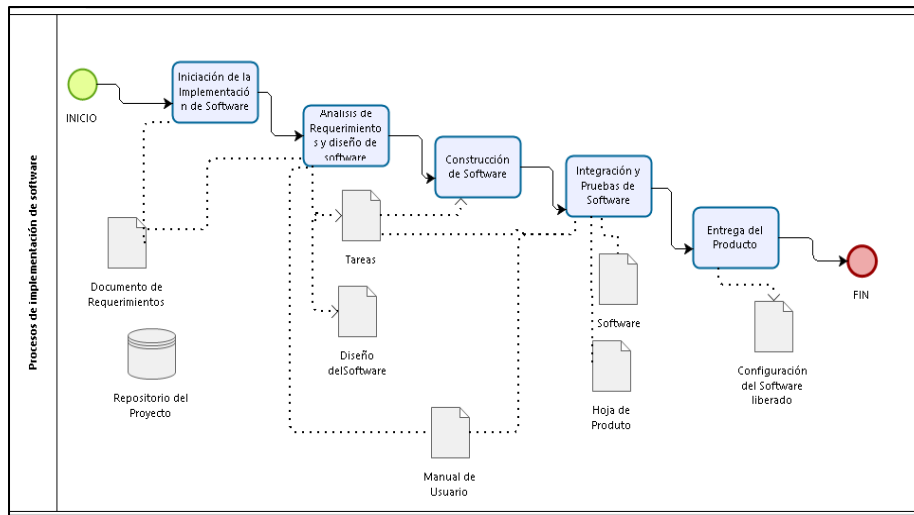 Procesos de implementación de software
INICIO
Iniciación de la
Implementació
n de Software
Análisis de
Requerimiento
s y diseño de
software
Construcción
de Software
Integración y
Pruebas de
Software
Entrega del
Producto
FIN
Documento de
Requerimientos
Tareas
Software
Diseño
delSoftware
Configuración
del Software
liberado
Repositorio del
Proyecto
Hoja de
Produto
Manual de
Usuario